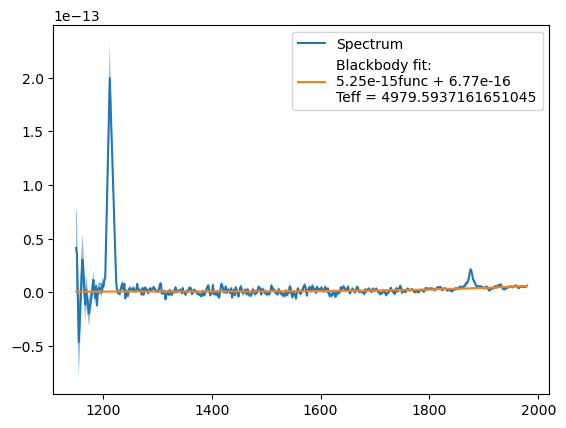 1e−13
2.0
1.5
1.0
0.5
0.0
−0.5
1200
1400
1600
1800
2000
Spectrum
Blackbody fit:
5.25e-15func + 6.77e-16
Teff = 4979.5937161651045